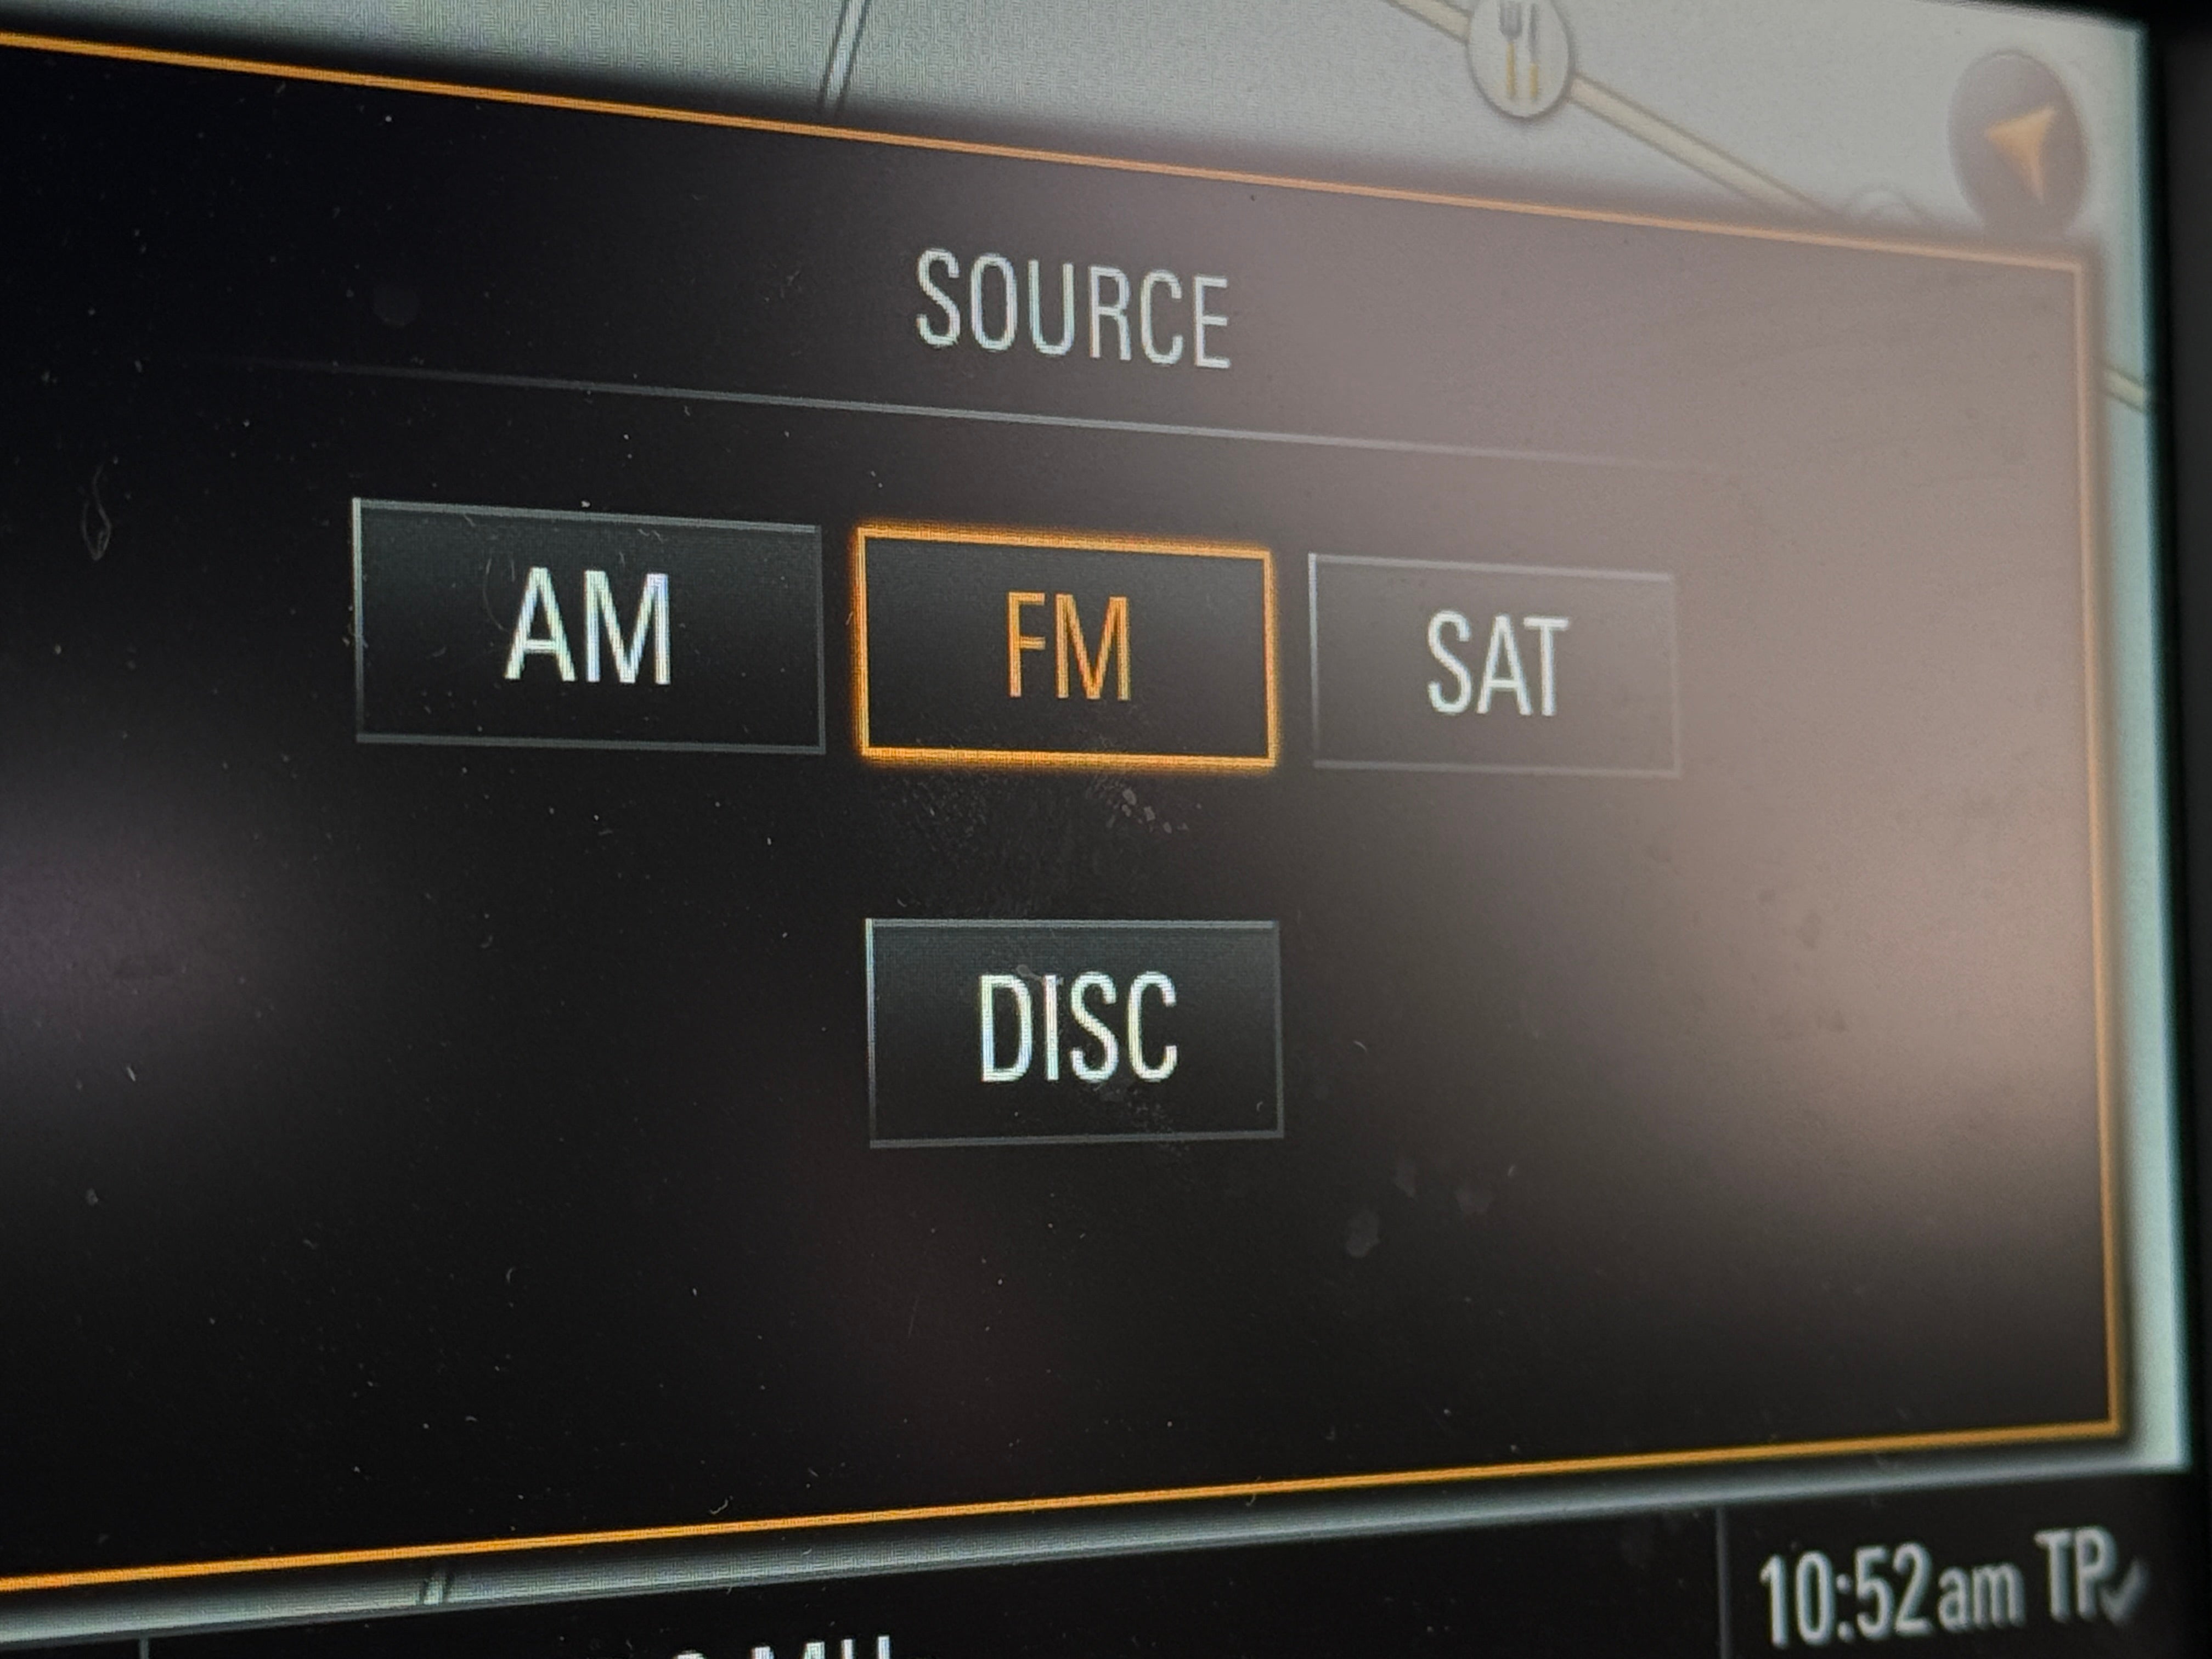 SOURCE
AM FM SAT
DISC
10:52am TP